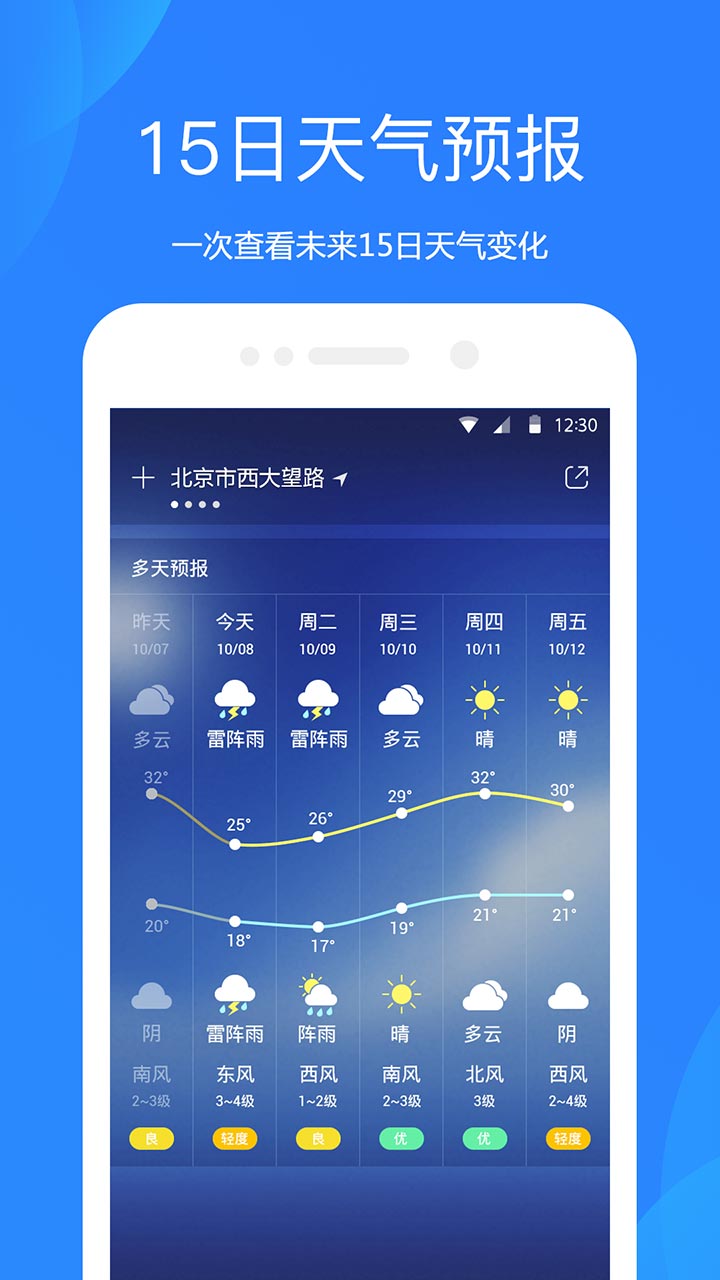 15日天气预报
一次查看未来15日天气变化
12:30
北京市西大望路
多天预报
昨天 今天 周二 周三 周四 周五
10/07 10/08 10/09 10/10 10/11 10/12
多云 雷阵雨 雷阵雨 多云 晴 晴
32° 25° 26° 29° 32° 30°
20° 18° 17° 19° 21° 21°
阴 雷阵雨 阵雨 晴 多云 阴
南风 东风 西风 南风 北风 西风
2~3级 3~4级 1~2级 2~3级 3级 2~4级
良 轻度 良 优 优 轻度